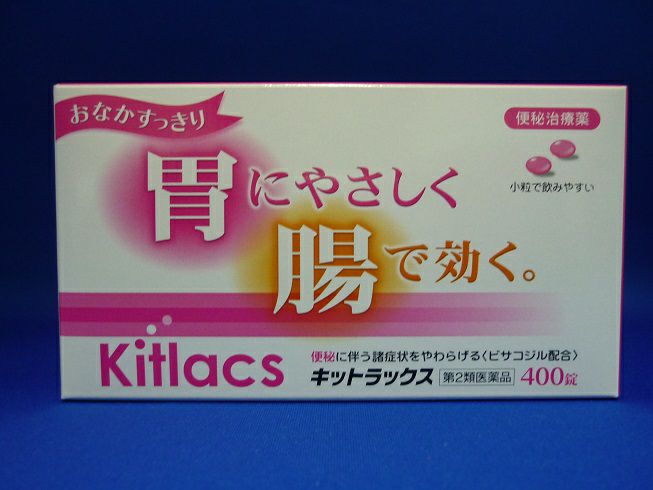 おなかすっきり
便秘治療薬
胃にやさしく
小粒で飲みやすい
腸で効く。
Kitlacs
便秘に伴う諸症状をやわらげる〈ビサコジル配合〉
キットラックス 第2類医薬品 400錠